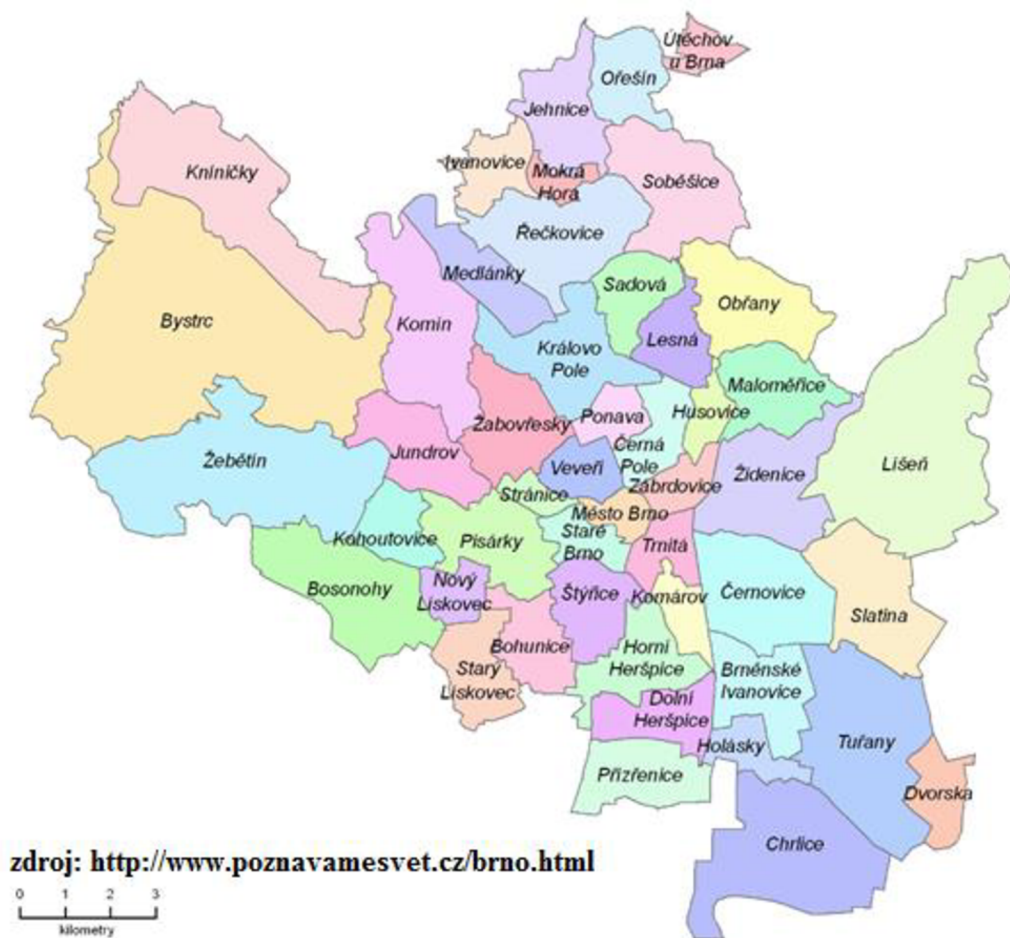 Útěchov
u Brna
Ořešín
Jehnice
Ivanovice
Mokrá
Hora
Soběšice
Kníničky
Řečkovice
Medlánky
Sadová
Obřany
Bystrc
Komín
Lesná
Královo
Pole
Maloměřice
Žabovřesky
Ponava
Husovice
Jundrov
Černá
Pole
Žebětín
Veveří
Židenice
Líšeň
Zábrdovice
Stránice
Město Brno
Kohoutovice
Pisárky
Staré
Brno
Trnitá
Bosonohy
Nový
Lískovec
Štýřice
Komárov
Černovice
Slatina
Bohunice
Horní
Heršpice
Starý
Lískovec
Brněnské
Ivanovice
Dolní
Heršpice
Tuřany
Holásky
Přízřenice
Dvorska
Chrlice
zdroj: http://www.poznavamesvet.cz/brno.html
0 1 2 3
kilometry